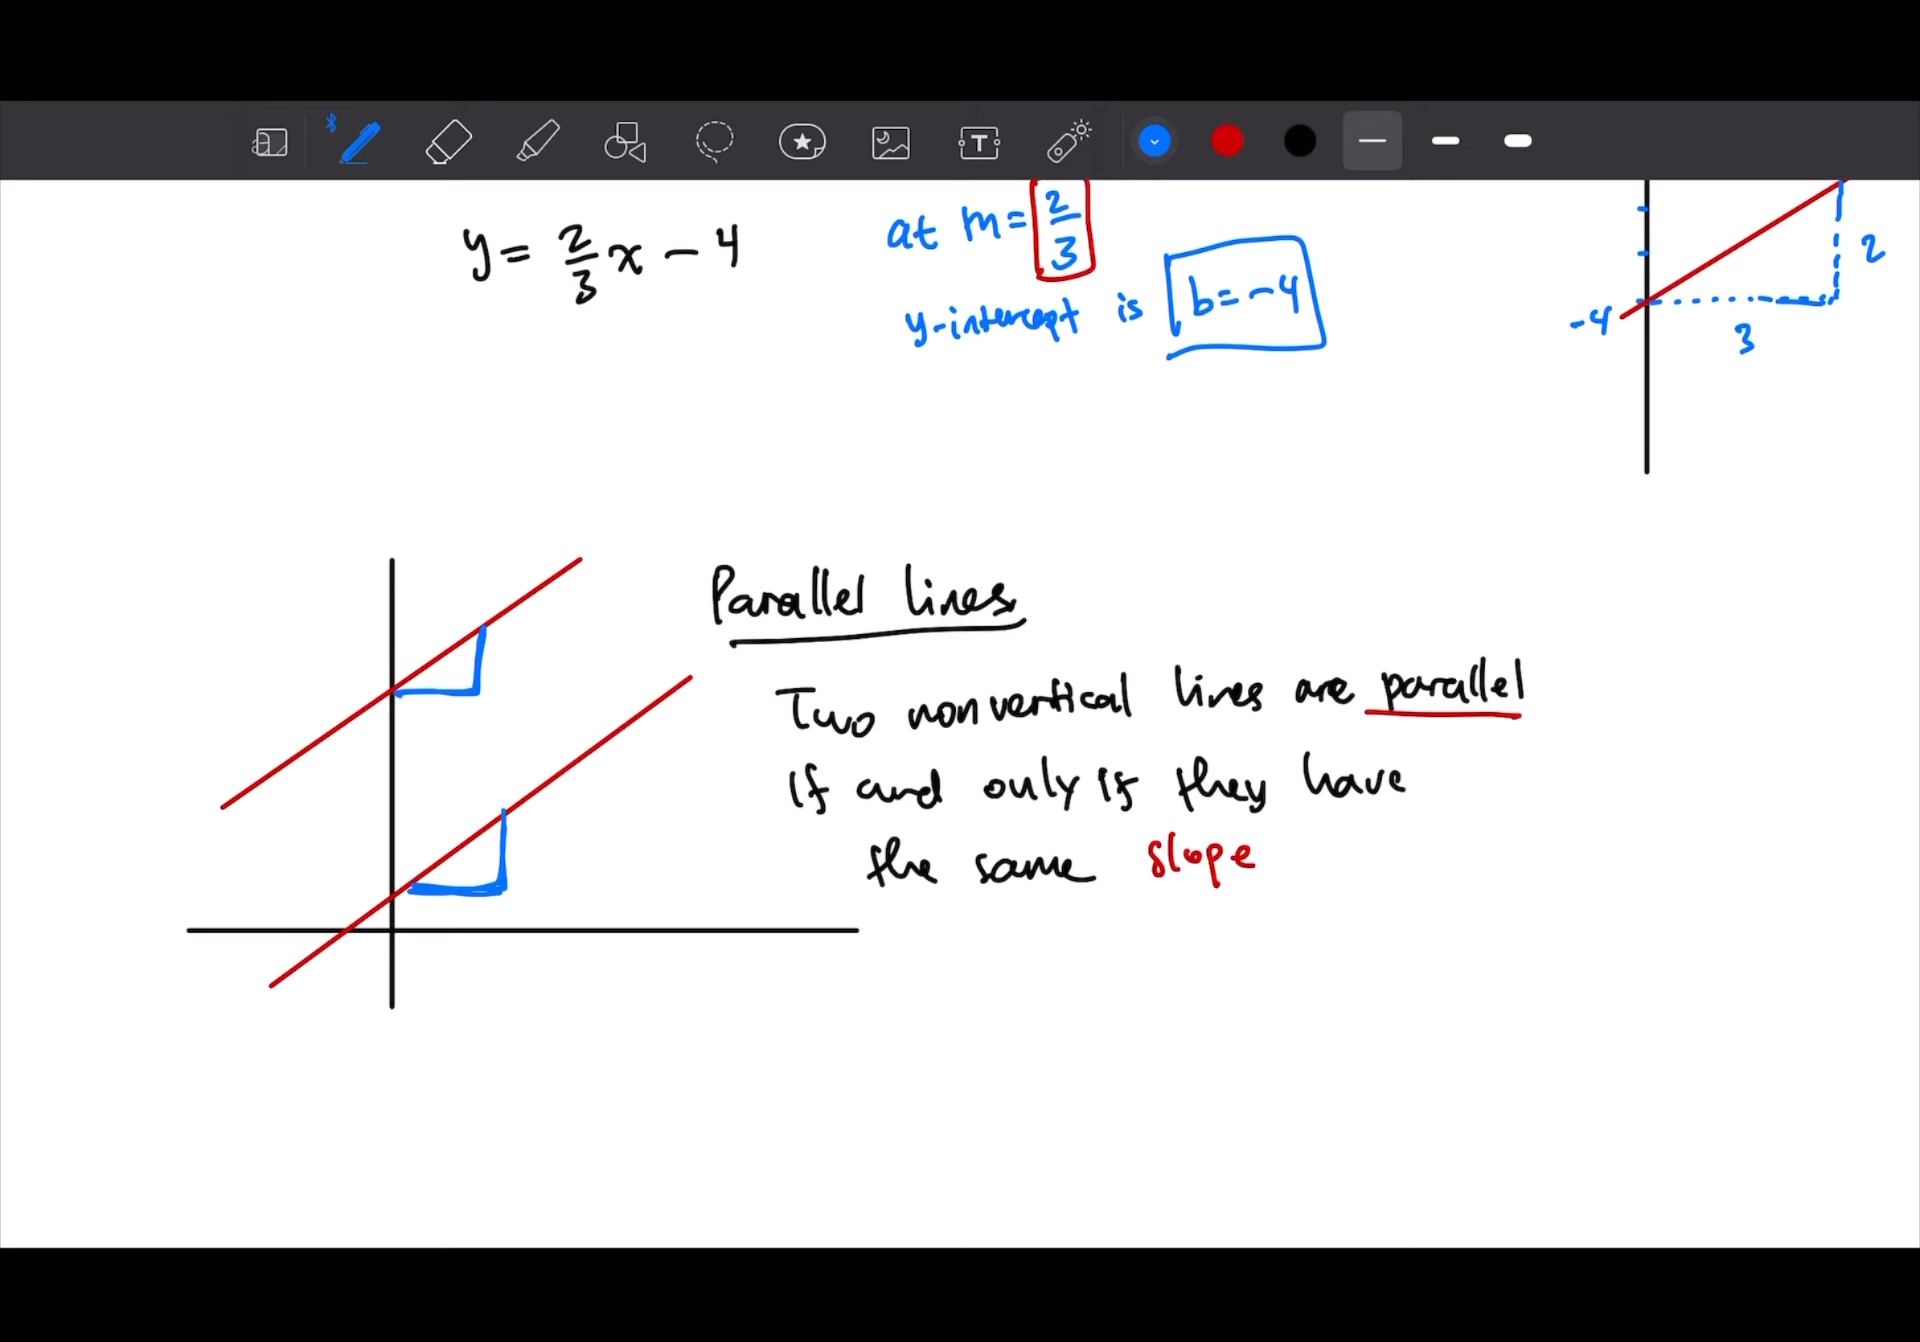 at m= 2/3
y= 2/3 x - 4
y-intercept is b=-4
2
-4
3
Parallel lines
Two nonvertical lines are parallel
if and only if they have
the same slope